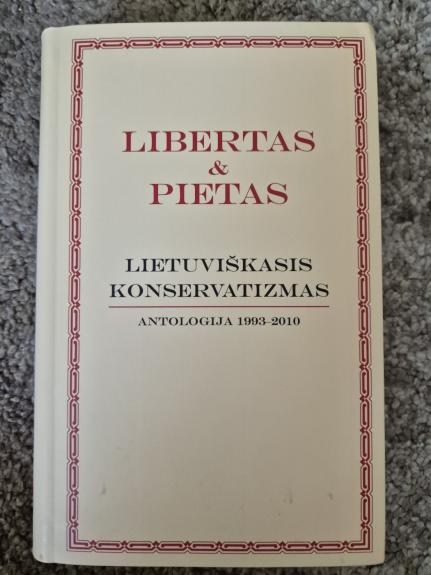 LIBERTAS
&
PIETAS
LIETUVIŠKASIS
KONSERVATIZMAS
ANTOLOGIJA 1993–2010